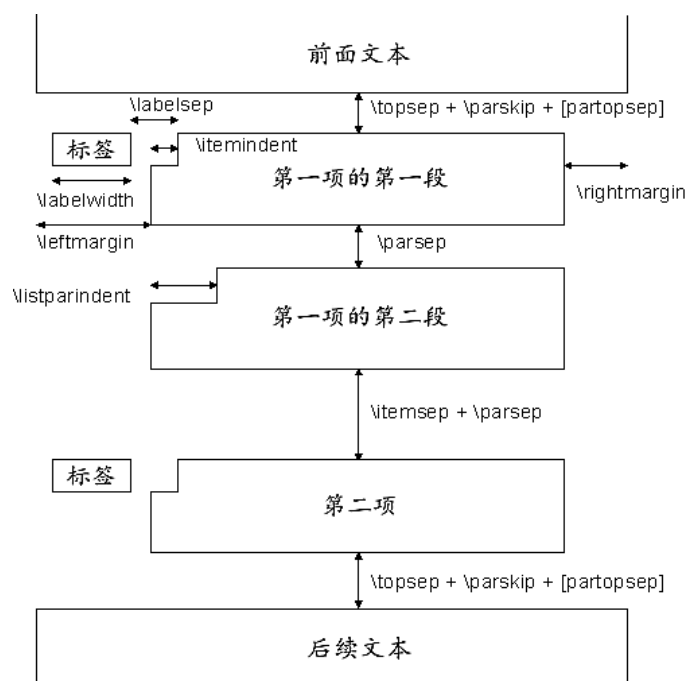 前面文本
\labelsep
\topsep + \parskip + [partopsep]
标签
\itemindent
第一项的第一段
\labelwidth
\rightmargin
\leftmargin
\parsep
\listparindent
第一项的第二段
\itemsep + \parsep
标签
第二项
\topsep + \parskip + [partopsep]
后续文本